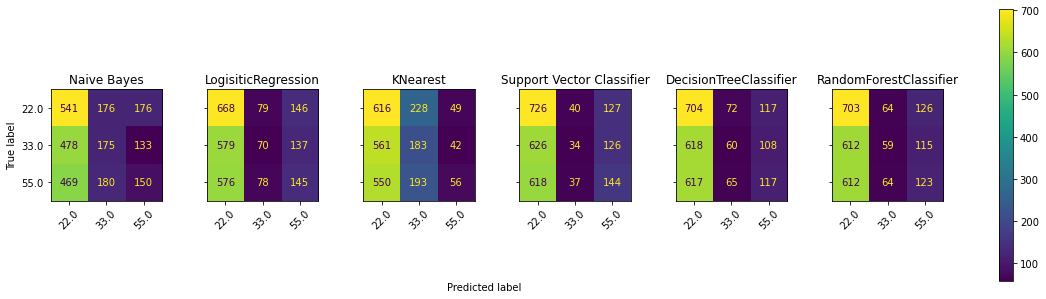 Naive Bayes LogisiticRegression KNearest Support Vector Classifier DecisionTreeClassifier RandomForestClassifier
22.0 541 176 176 668 79 146 616 228 49 726 40 127 704 72 117 703 64 126
33.0 478 175 133 579 70 137 561 183 42 626 34 126 618 60 108 612 59 115
55.0 469 180 150 576 78 145 550 193 56 618 37 144 617 65 117 612 64 123
22.0 33.0 55.0 22.0 33.0 55.0 22.0 33.0 55.0 22.0 33.0 55.0 22.0 33.0 55.0 22.0 33.0 55.0
True label
Predicted label
700
600
500
400
300
200
100